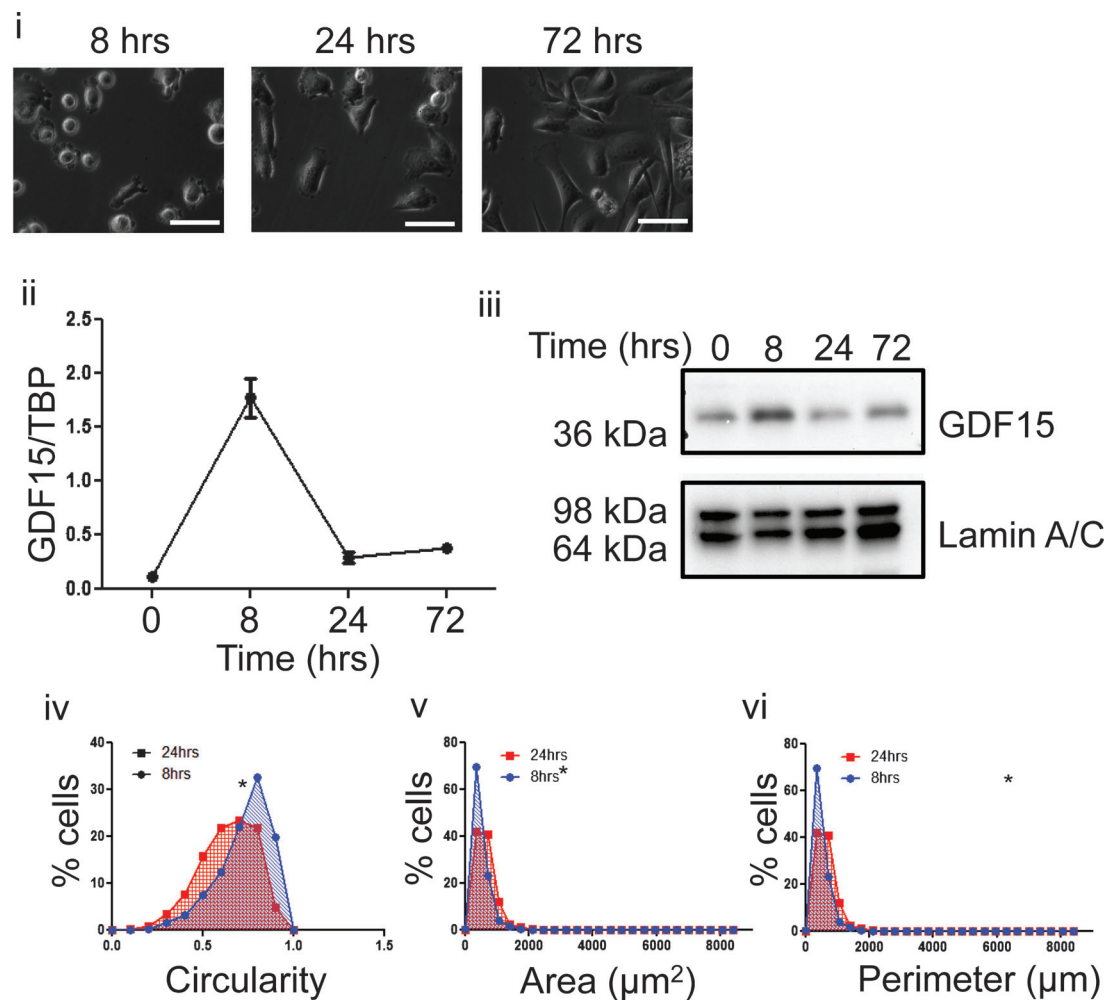 i
8 hrs 24 hrs 72 hrs
ii
2.5
2.0
1.5
1.0
0.5
0.0
GDF15/TBP
0 8 24 72
Time (hrs)
iii
Time (hrs) 0 8 24 72
36 kDa
GDF15
98 kDa
64 kDa
Lamin A/C
iv
40
30
20
10
0
% cells
24hrs
8hrs
*
0.0 0.5 1.0 1.5
Circularity
v
80
60
40
20
0
% cells
24hrs
8hrs*
0 2000 4000 6000 8000
Area (µm²)
vi
80
60
40
20
0
% cells
24hrs
8hrs
*
0 2000 4000 6000 8000
Perimeter (µm)